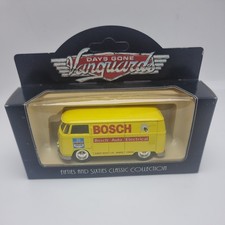 DAYS GONE
Vanguards
BOSCH
FIFTIES AND SIXTIES CLASSIC COLLECTION